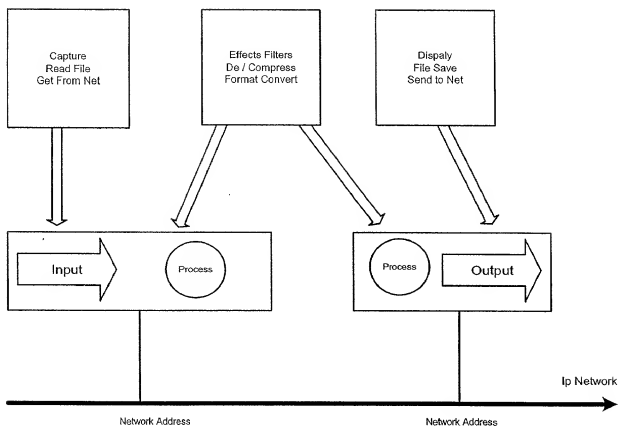 Capture
Read File
Get From Net
Effects Filters
De / Compress
Format Convert
Dispaly
File Save
Send to Net
Input
Process
Process
Output
Ip Network
Network Address
Network Address